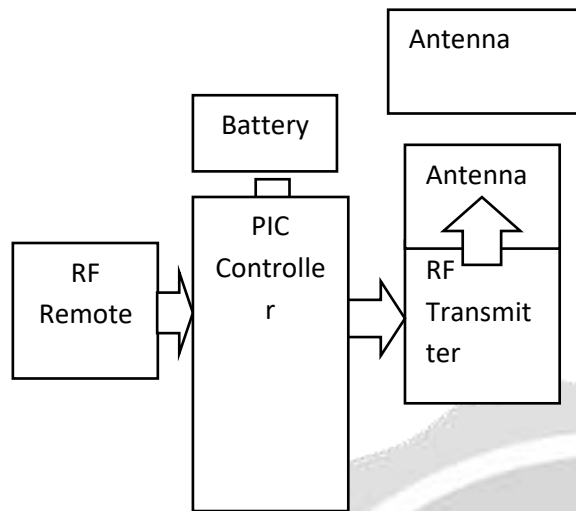 Antenna
Battery
Antenna
PIC
Controlle
r
RF
Remote
RF
Transmit
ter